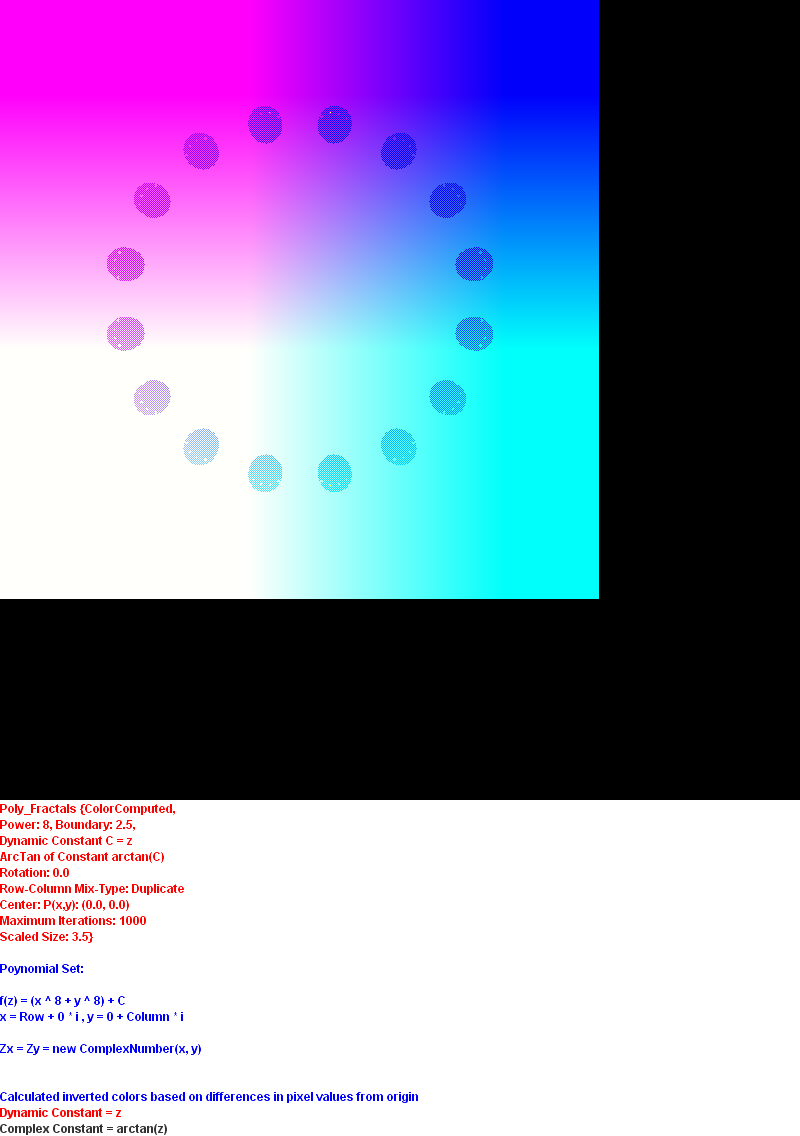 Poly_Fractals {ColorComputed,
Power: 8, Boundary: 2.5,
Dynamic Constant C = z
ArcTan of Constant arctan(C)
Rotation: 0.0
Row-Column Mix-Type: Duplicate
Center: P(x,y): (0.0, 0.0)
Maximum Iterations: 1000
Scaled Size: 3.5}
Poynomial Set:
f(z) = (x ^ 8 + y ^ 8) + C
x = Row + 0 * i , y = 0 + Column * i
Zx = Zy = new ComplexNumber(x, y)
Calculated inverted colors based on differences in pixel values from origin
Dynamic Constant = z
Complex Constant = arctan(z)